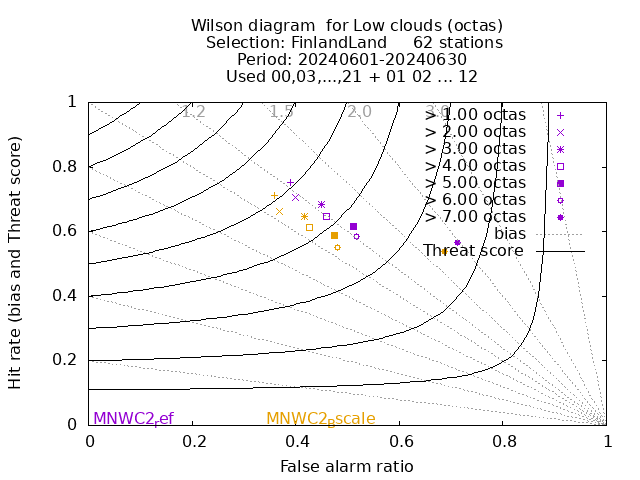 Wilson diagram  for Low clouds (octas)
Selection: FinlandLand     62 stations
Period: 20240601-20240630
Used 00,03,...,21 + 01 02 ... 12
Hit rate (bias and Threat score)
1
0.8
0.6
0.4
0.2
0
1.2
1.5
2.0
3.0
> 1.00 octas
> 2.00 octas
> 3.00 octas
> 4.00 octas
> 5.00 octas
> 6.00 octas
> 7.00 octas
bias
Threat score
MNWC2ref
MNWC2Bscale
0
0.2
0.4
0.6
0.8
1
False alarm ratio